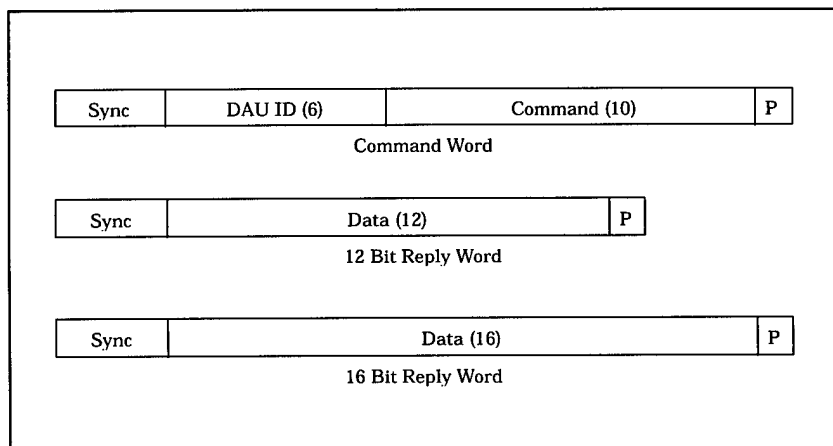 Sync DAU ID (6) Command (10) P
Command Word
Sync Data (12) P
12 Bit Reply Word
Sync Data (16) P
16 Bit Reply Word